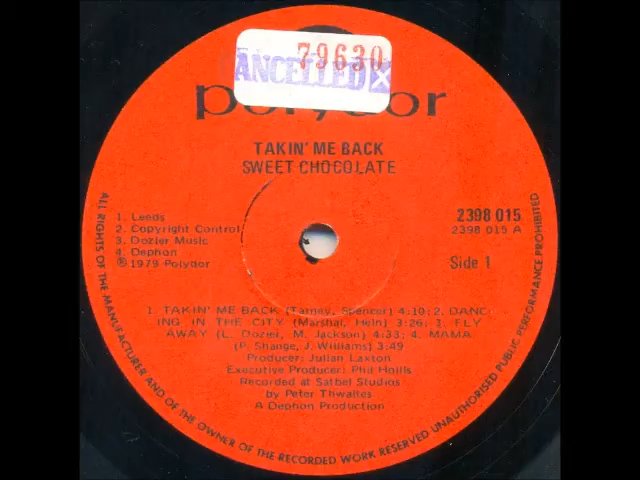 79630
CANCELLED
polydor
TAKIN' ME BACK
SWEET CHOCOLATE
1. Leeds
2. Copyright Control
3. Dozier Music
4. Dephon
℗1979 Polydor
2398 015
2398 015 A
Side 1
1. TAKIN' ME BACK (Tarney, Spencer) 4:10; 2. DANC-
ING IN THE CITY (Marshal, Hein) 3:26; 3. FLY
AWAY (L. Dozier, M. Jackson) 4:33; 4. MAMA
(P. Shange, J. Williams) 3:49
Producer: Julian Laxton
Executive Producer: Phil Hollis
Recorded at Satbel Studios
by Peter Thwaites
A Dephon Production
ALL RIGHTS OF THE MANUFACTURER AND OF THE OWNER OF THE RECORDED WORK RESERVED UNAUTHORISED PUBLIC PERFORMANCE PROHIBITED